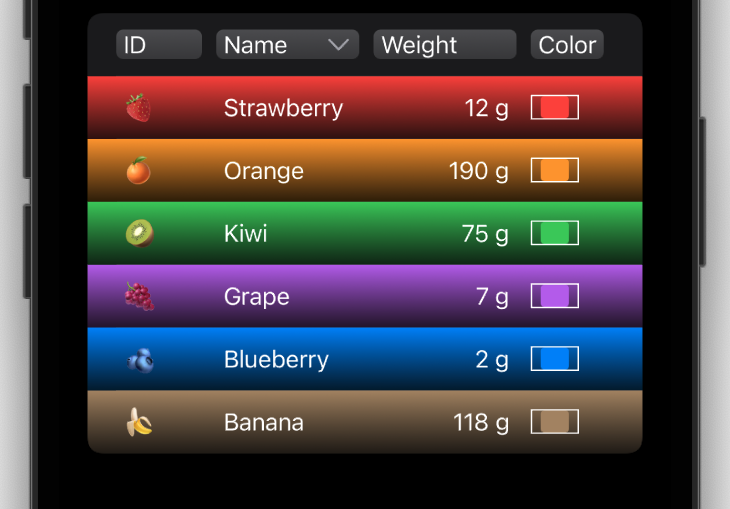 ID Name Weight Color
Strawberry 12 g
Orange 190 g
Kiwi 75 g
Grape 7 g
Blueberry 2 g
Banana 118 g